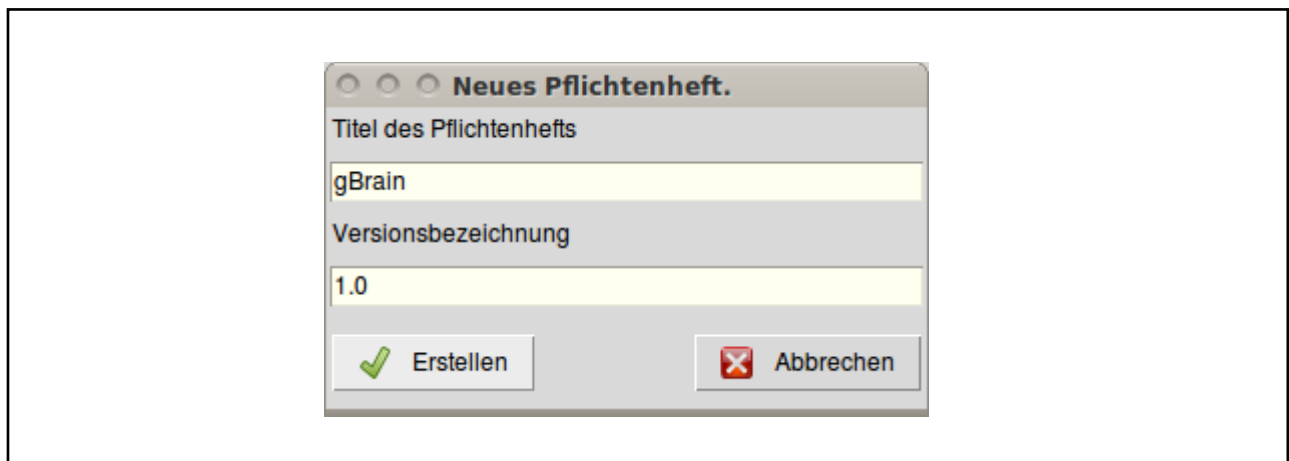 Neues Pflichtenheft.
Titel des Pflichtenhefts
gBrain
Versionsbezeichnung
1.0
Erstellen Abbrechen